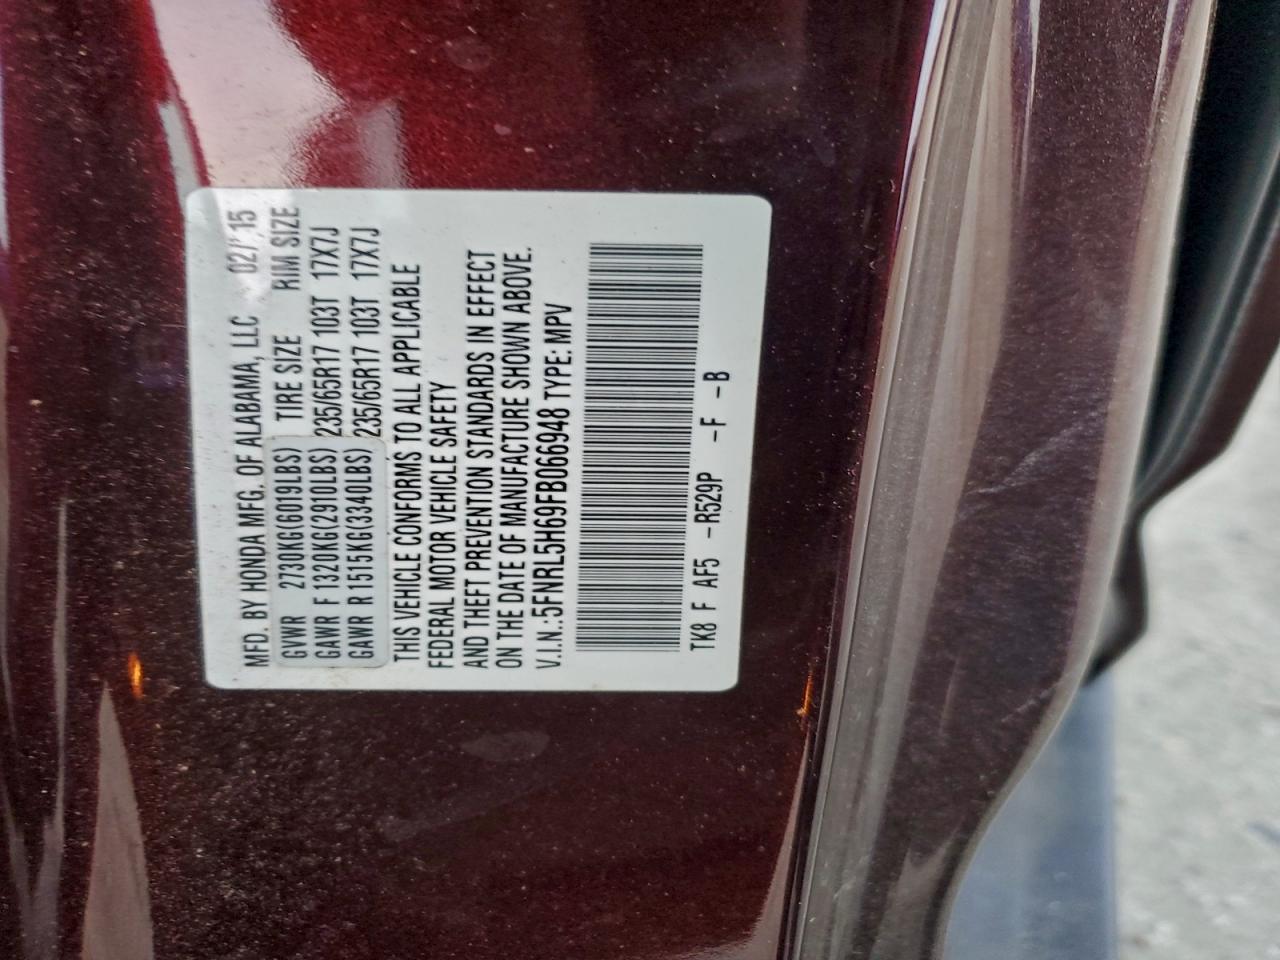 MFD. BY HONDA MFG. OF ALABAMA, LLC 02/'15
GVWR 2730KG(6019LBS) TIRE SIZE RIM SIZE
GAWR F 1320KG(2910LBS) 235/65R17 103T 17X7J
GAWR R 1515KG(3340LBS) 235/65R17 103T 17X7J
THIS VEHICLE CONFORMS TO ALL APPLICABLE
FEDERAL MOTOR VEHICLE SAFETY
AND THEFT PREVENTION STANDARDS IN EFFECT
ON THE DATE OF MANUFACTURE SHOWN ABOVE.
V.I.N.:5FNRL5H69FB066948 TYPE: MPV
TK8 F AF5 -R529P -F -B